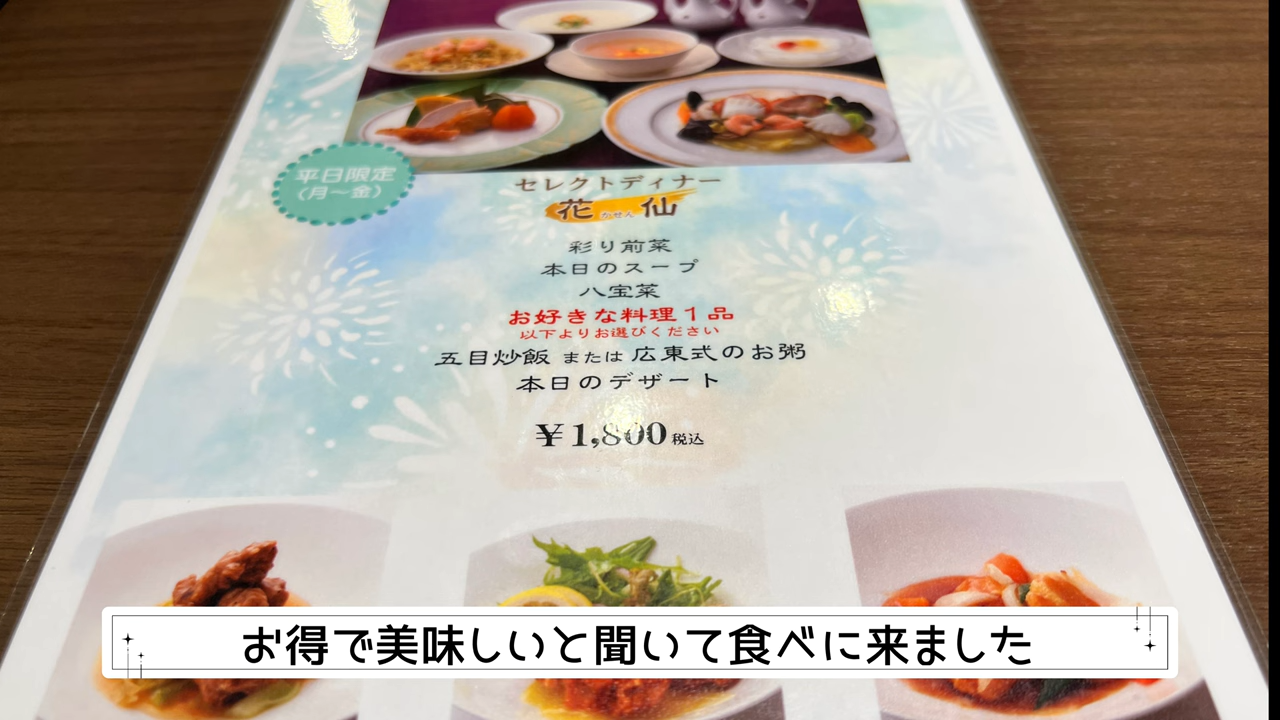 平日限定
(月〜金)
セレクトディナー
花 かせん 仙
彩り前菜
本日のスープ
八宝菜
お好きな料理1品
以下よりお選びください
五目炒飯 または 広東式のお粥
本日のデザート
¥1,800 税込
お得で美味しいと聞いて食べに来ました